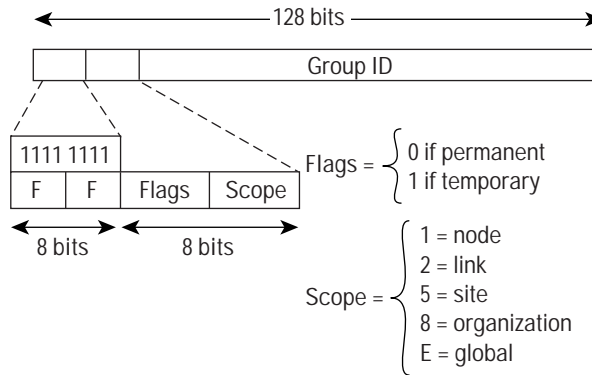 128 bits
Group ID
1111 1111
F F Flags Scope
8 bits 8 bits
Flags =
0 if permanent
1 if temporary
Scope =
1 = node
2 = link
5 = site
8 = organization
E = global